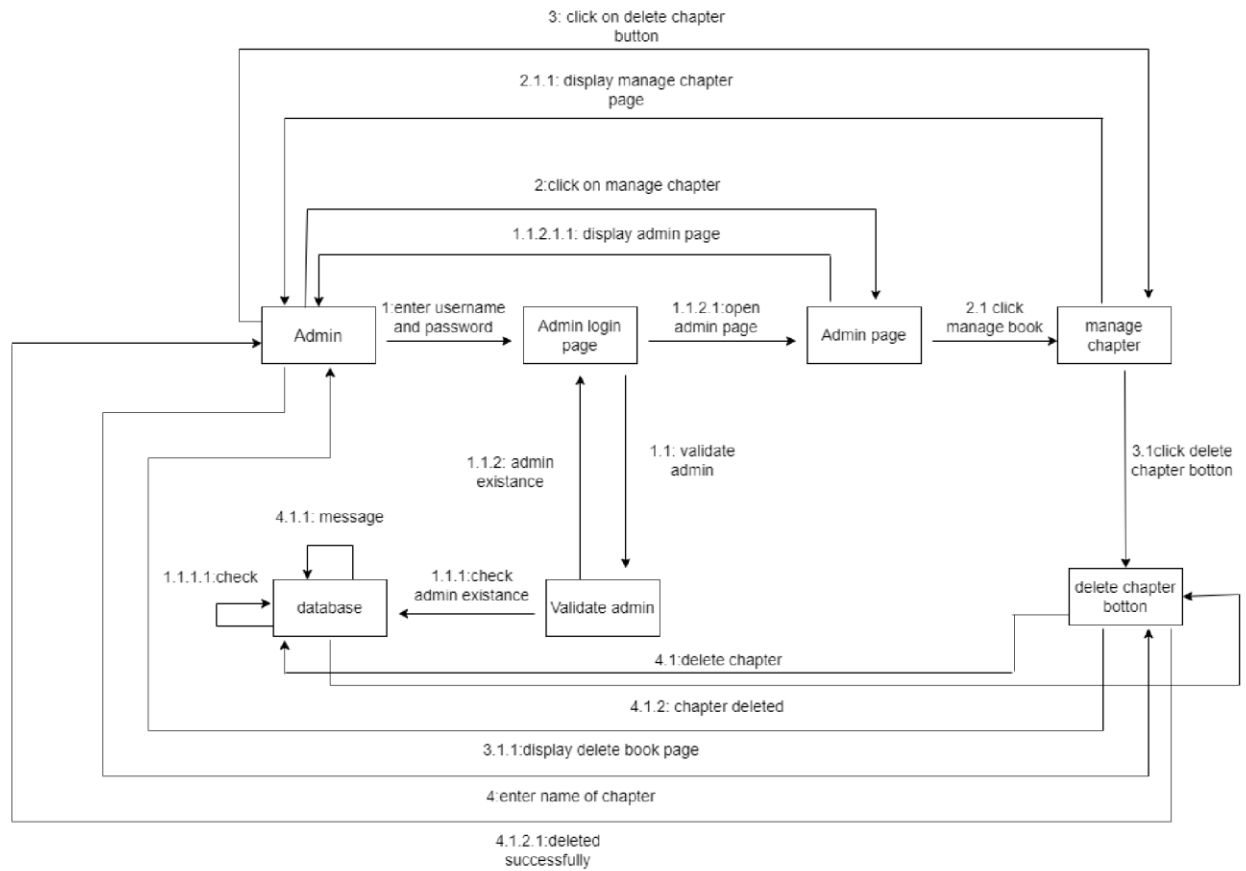 3: click on delete chapter
button
2.1.1: display manage chapter
page
2:click on manage chapter
1.1.2.1.1: display admin page
1:enter username
and password
1.1.2.1:open
admin page
2.1 click
manage book
Admin
Admin login
page
Admin page
manage
chapter
1.1.2: admin
existance
1.1: validate
admin
3.1click delete
chapter botton
4.1.1: message
1.1.1.1:check
1.1.1:check
admin existance
database
Validate admin
delete chapter
botton
4.1:delete chapter
4.1.2: chapter deleted
3.1.1:display delete book page
4:enter name of chapter
4.1.2.1:deleted
successfully